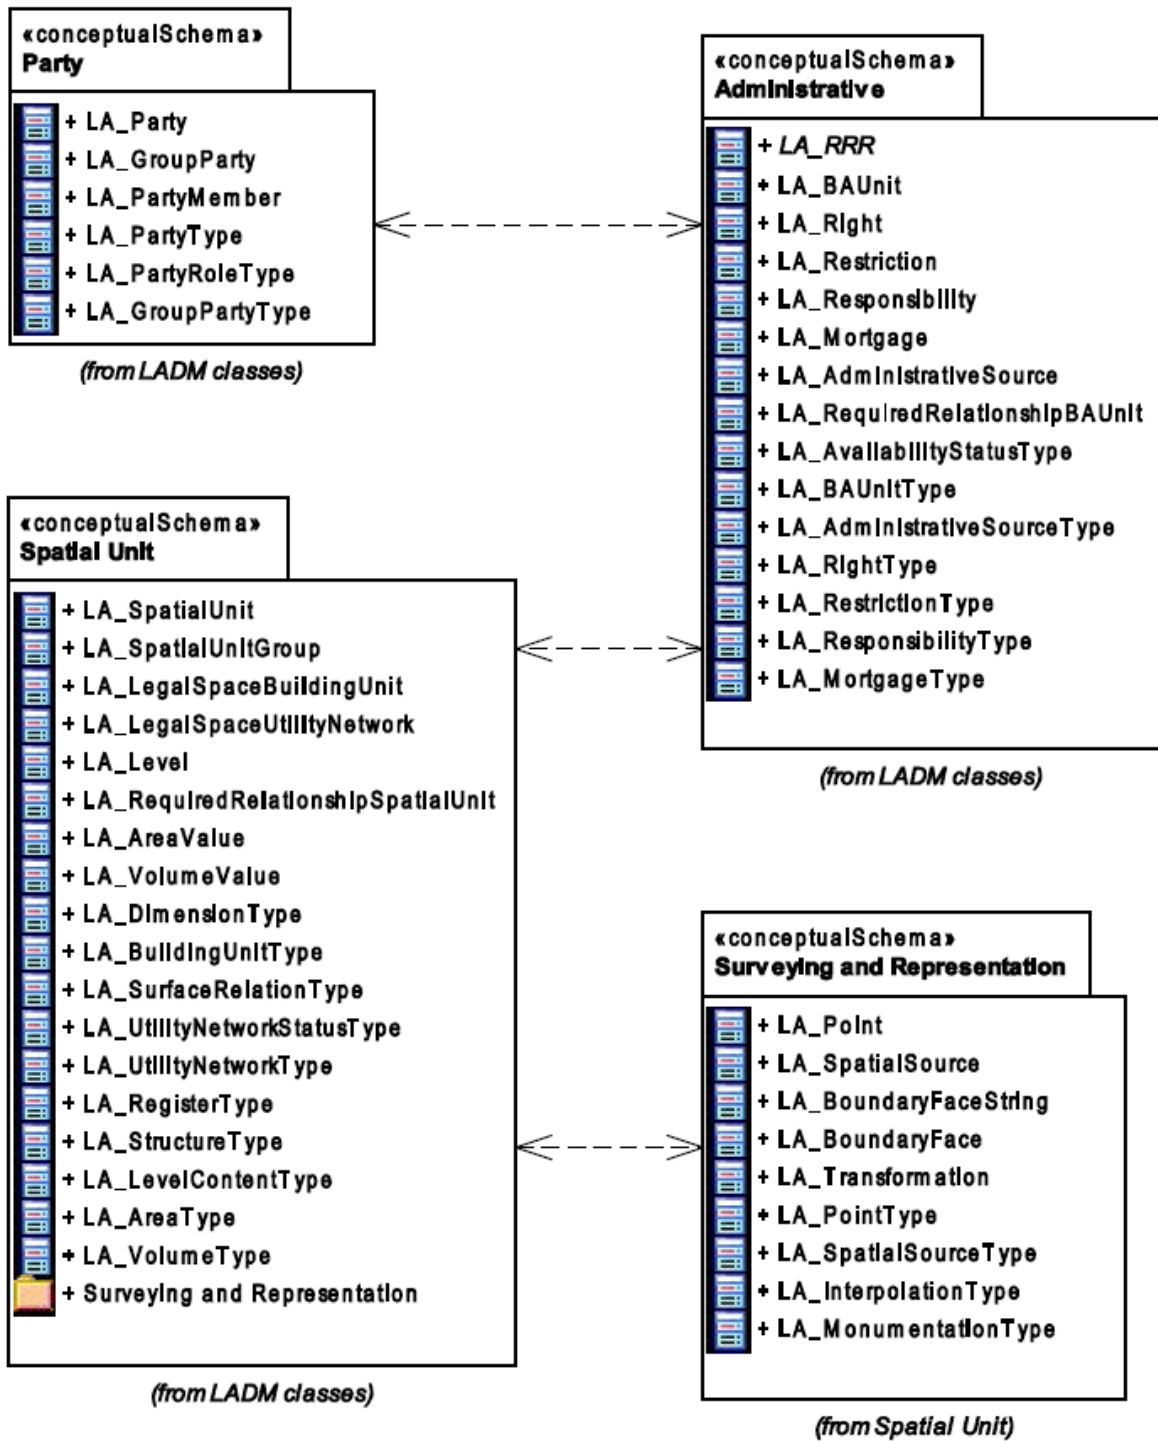 «conceptualSchema»
Party
+ LA_Party
+ LA_GroupParty
+ LA_PartyMember
+ LA_PartyType
+ LA_PartyRoleType
+ LA_GroupPartyType
(from LADM classes)
«conceptualSchema»
Administrative
+ LA_RRR
+ LA_BAUnit
+ LA_Right
+ LA_Restriction
+ LA_Responsibility
+ LA_Mortgage
+ LA_AdministrativeSource
+ LA_RequiredRelationshipBAUnit
+ LA_AvailabilityStatusType
+ LA_BAUnitType
+ LA_AdministrativeSourceType
+ LA_RightType
+ LA_RestrictionType
+ LA_ResponsibilityType
+ LA_MortgageType
(from LADM classes)
«conceptualSchema»
Spatial Unit
+ LA_SpatialUnit
+ LA_SpatialUnitGroup
+ LA_LegalSpaceBuildingUnit
+ LA_LegalSpaceUtilityNetwork
+ LA_Level
+ LA_RequiredRelationshipSpatialUnit
+ LA_AreaValue
+ LA_VolumeValue
+ LA_DimensionType
+ LA_BuildingUnitType
+ LA_SurfaceRelationType
+ LA_UtilityNetworkStatusType
+ LA_UtilityNetworkType
+ LA_RegisterType
+ LA_StructureType
+ LA_LevelContentType
+ LA_AreaType
+ LA_VolumeType
+ Surveying and Representation
(from LADM classes)
«conceptualSchema»
Surveying and Representation
+ LA_Point
+ LA_SpatialSource
+ LA_BoundaryFaceString
+ LA_BoundaryFace
+ LA_Transformation
+ LA_PointType
+ LA_SpatialSourceType
+ LA_InterpolationType
+ LA_MonumentationType
(from Spatial Unit)